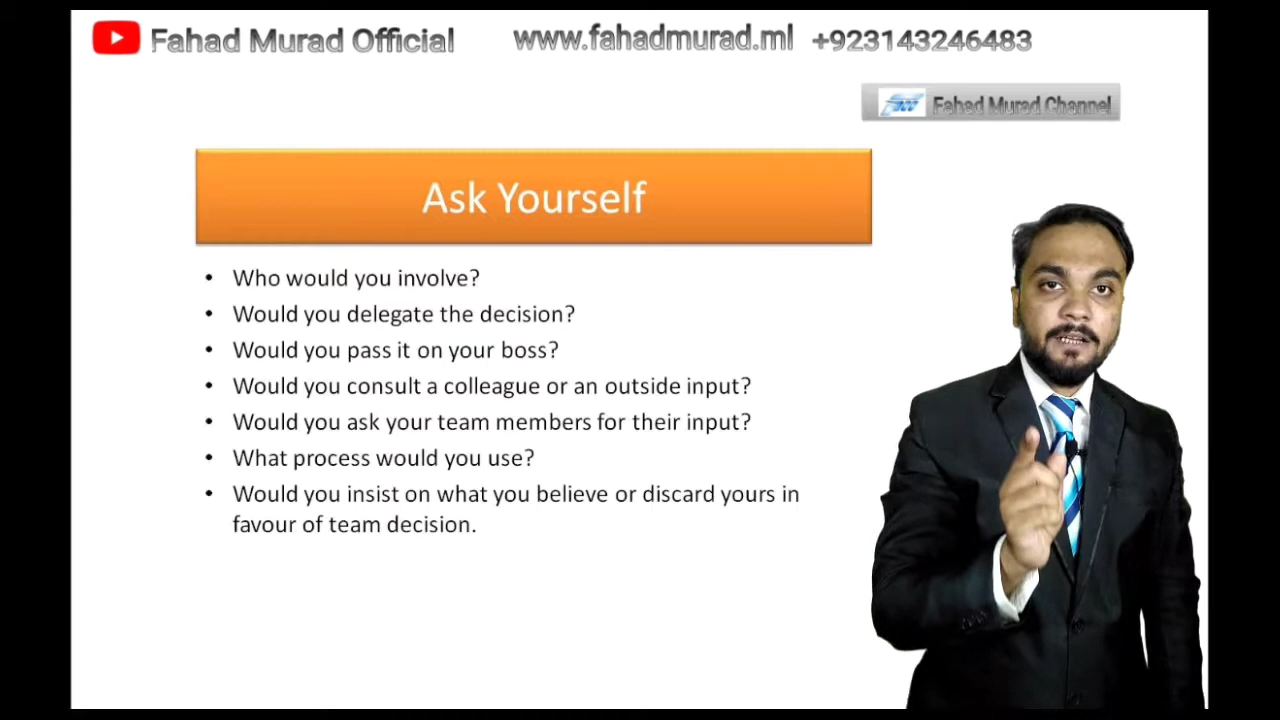 Fahad Murad Official www.fahadmurad.ml +923143246483
Fahad Murad Channel
Ask Yourself
• Who would you involve?
• Would you delegate the decision?
• Would you pass it on your boss?
• Would you consult a colleague or an outside input?
• Would you ask your team members for their input?
• What process would you use?
• Would you insist on what you believe or discard yours in
favour of team decision.